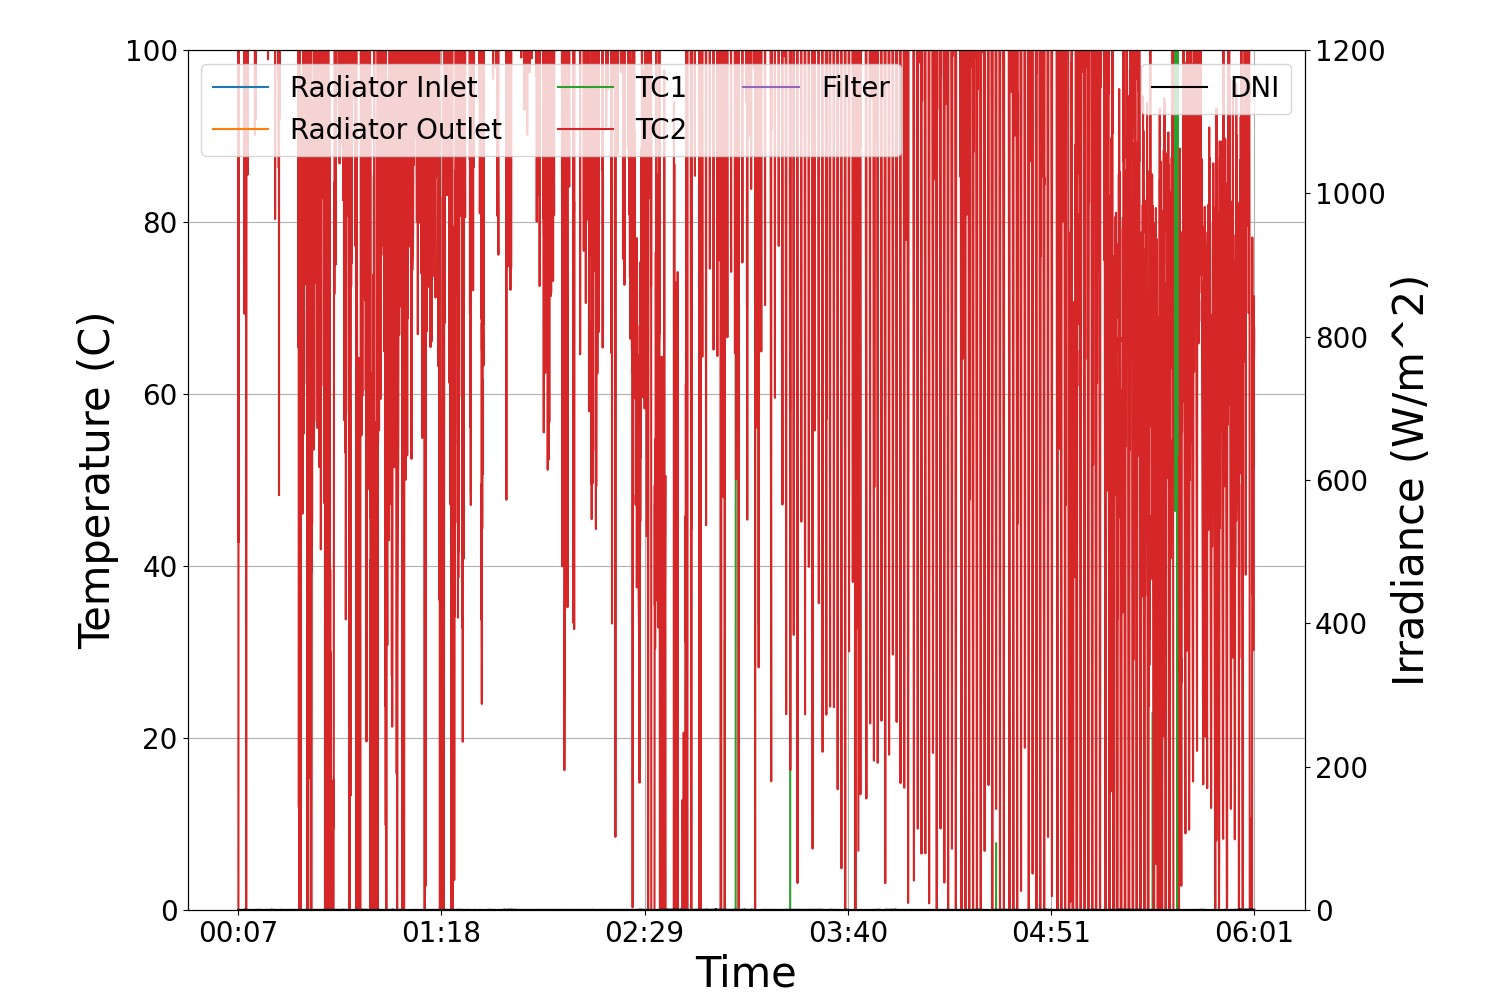 100
80
60
40
20
0
Temperature (C)
Radiator Inlet
Radiator Outlet
TC1
TC2
Filter
DNI
1200
1000
800
600
400
200
0
Irradiance (W/m^2)
00:07
01:18
02:29
03:40
04:51
06:01
Time